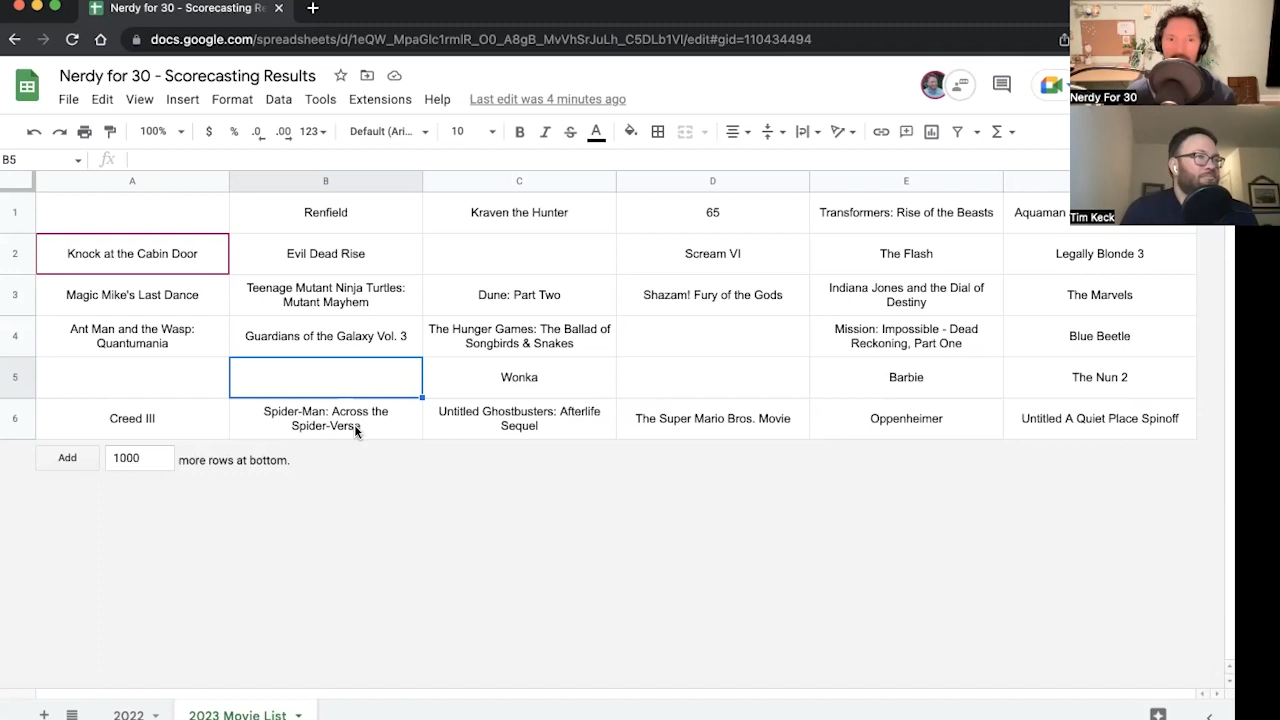 Nerdy for 30 - Scorecasting Re
docs.google.com/spreadsheets/d/1eQW_MpaSt1mrOO0_A8gB_MvVhSrJuLh_C5DLb1VI/edit#gid=110434494
Nerdy for 30 - Scorecasting Results
File Edit View Insert Format Data Tools Extensions Help Last edit was 4 minutes ago
100% $ % .0 .00 123 Default (Ari... 10 B I S A
B5 fx
A B C D E
1 Renfield Kraven the Hunter 65 Transformers: Rise of the Beasts Aquaman
2 Knock at the Cabin Door Evil Dead Rise Scream VI The Flash Legally Blonde 3
3 Magic Mike's Last Dance Teenage Mutant Ninja Turtles: Mutant Mayhem Dune: Part Two Shazam! Fury of the Gods Indiana Jones and the Dial of Destiny The Marvels
4 Ant Man and the Wasp: Quantumania Guardians of the Galaxy Vol. 3 The Hunger Games: The Ballad of Songbirds & Snakes Mission: Impossible - Dead Reckoning, Part One Blue Beetle
5 Wonka Barbie The Nun 2
6 Creed III Spider-Man: Across the Spider-Verse Untitled Ghostbusters: Afterlife Sequel The Super Mario Bros. Movie Oppenheimer Untitled A Quiet Place Spinoff
Add 1000 more rows at bottom.
2022 2023 Movie List
Nerdy For 30
Tim Keck